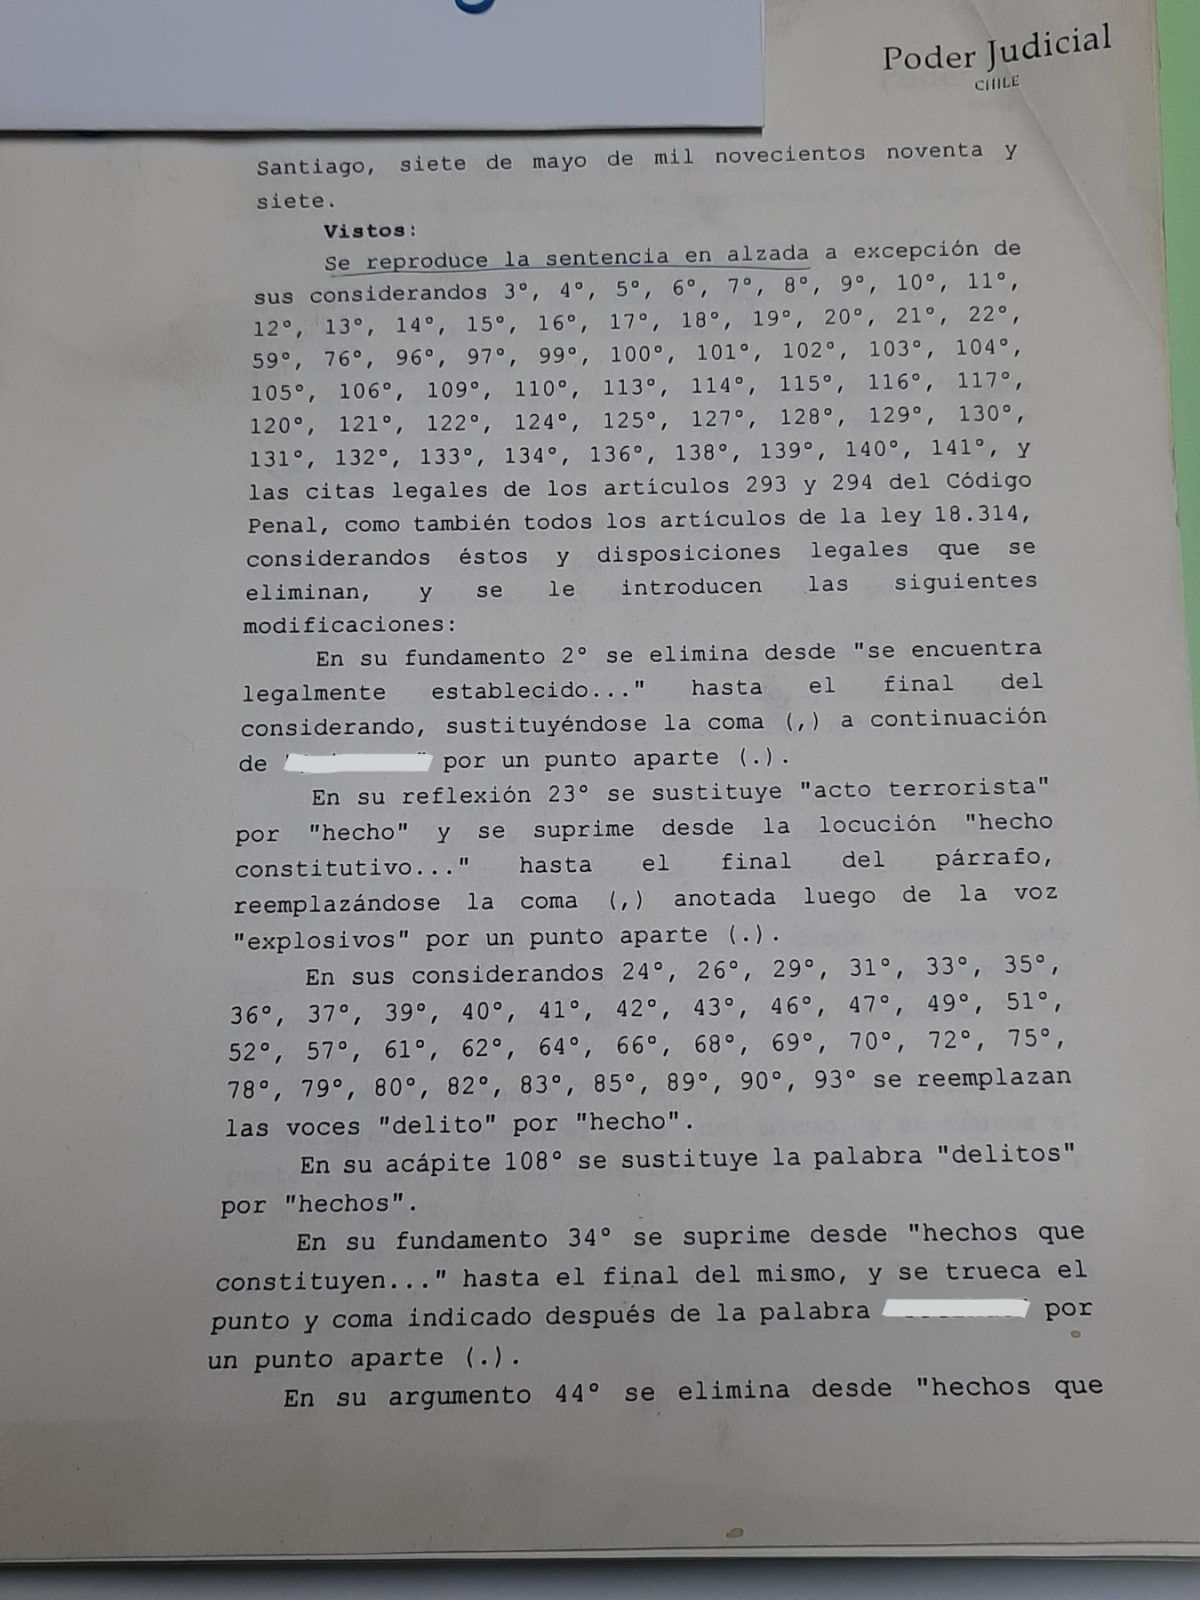 Poder Judicial
CHILE
Santiago, siete de mayo de mil novecientos noventa y
siete.
Vistos:
Se reproduce la sentencia en alzada a excepción de
sus considerandos 3°, 4°, 5°, 6°, 7°, 8°, 9°, 10°, 11°,
12°, 13°, 14°, 15°, 16°, 17°, 18°, 19°, 20°, 21°, 22°,
59°, 76°, 96°, 97°, 99°, 100°, 101°, 102°, 103°, 104°,
105°, 106°, 109°, 110°, 113°, 114°, 115°, 116°, 117°,
120°, 121°, 122°, 124°, 125°, 127°, 128°, 129°, 130°,
131°, 132°, 133°, 134°, 136°, 138°, 139°, 140°, 141°, y
las citas legales de los artículos 293 y 294 del Código
Penal, como también todos los artículos de la ley 18.314,
considerandos éstos y disposiciones legales que se
eliminan, y se le introducen las siguientes
modificaciones:
En su fundamento 2° se elimina desde "se encuentra
legalmente establecido..." hasta el final del
considerando, sustituyéndose la coma (,) a continuación
de por un punto aparte (.).
En su reflexión 23° se sustituye "acto terrorista"
por "hecho" y se suprime desde la locución "hecho
constitutivo..." hasta el final del párrafo,
reemplazándose la coma (,) anotada luego de la voz
"explosivos" por un punto aparte (.).
En sus considerandos 24°, 26°, 29°, 31°, 33°, 35°,
36°, 37°, 39°, 40°, 41°, 42°, 43°, 46°, 47°, 49°, 51°,
52°, 57°, 61°, 62°, 64°, 66°, 68°, 69°, 70°, 72°, 75°,
78°, 79°, 80°, 82°, 83°, 85°, 89°, 90°, 93° se reemplazan
las voces "delito" por "hecho".
En su acápite 108° se sustituye la palabra "delitos"
por "hechos".
En su fundamento 34° se suprime desde "hechos que
constituyen..." hasta el final del mismo, y se trueca el
punto y coma indicado después de la palabra por
un punto aparte (.).
En su argumento 44° se elimina desde "hechos que